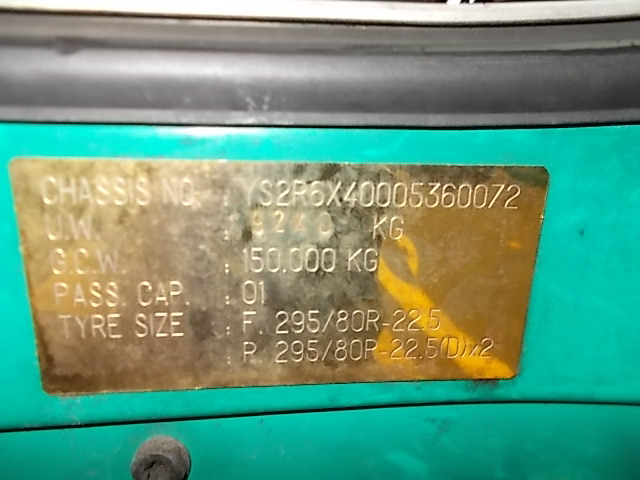 CHASSIS NO. : YS2R6X40005360072
U.W. : 9240 KG
G.C.W. : 150,000 KG
PASS. CAP. : 01
TYRE SIZE : F. 295/80R-22.5
R. 295/80R-22.5(D)x2